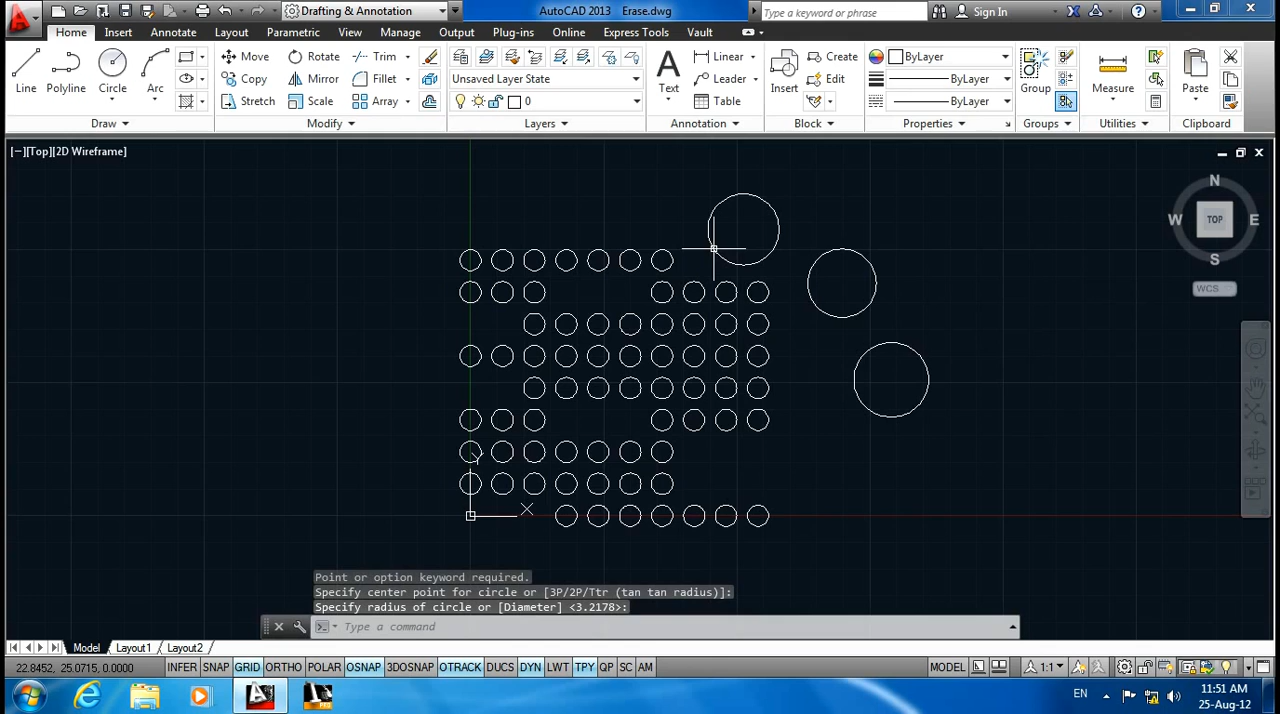 Drafting & Annotation
AutoCAD 2013 Erase.dwg
Type a keyword or phrase
Sign In
Home Insert Annotate Layout Parametric View Manage Output Plug-ins Online Express Tools Vault
Move Rotate Trim
Unsaved Layer State
Linear
Create
ByLayer
Line Polyline Circle Arc
Copy Mirror Fillet
Text
Leader
Insert
Edit
ByLayer
Group Measure Paste
Stretch Scale Array
0
Table
ByLayer
Draw Modify Layers Annotation Block Properties Groups Utilities Clipboard
[−][Top][2D Wireframe]
N
W TOP E
S
WCS
Point or option keyword required.
Specify center point for circle or [3P/2P/Ttr (tan tan radius)]:
Specify radius of circle or [Diameter] <3.2178>:
Type a command
Model Layout1 Layout2
22.8452, 25.0715, 0.0000 INFER SNAP GRID ORTHO POLAR OSNAP 3DOSNAP OTRACK DUCS DYN LWT TPY QP SC AM MODEL 1:1
EN
11:51 AM
25-Aug-12